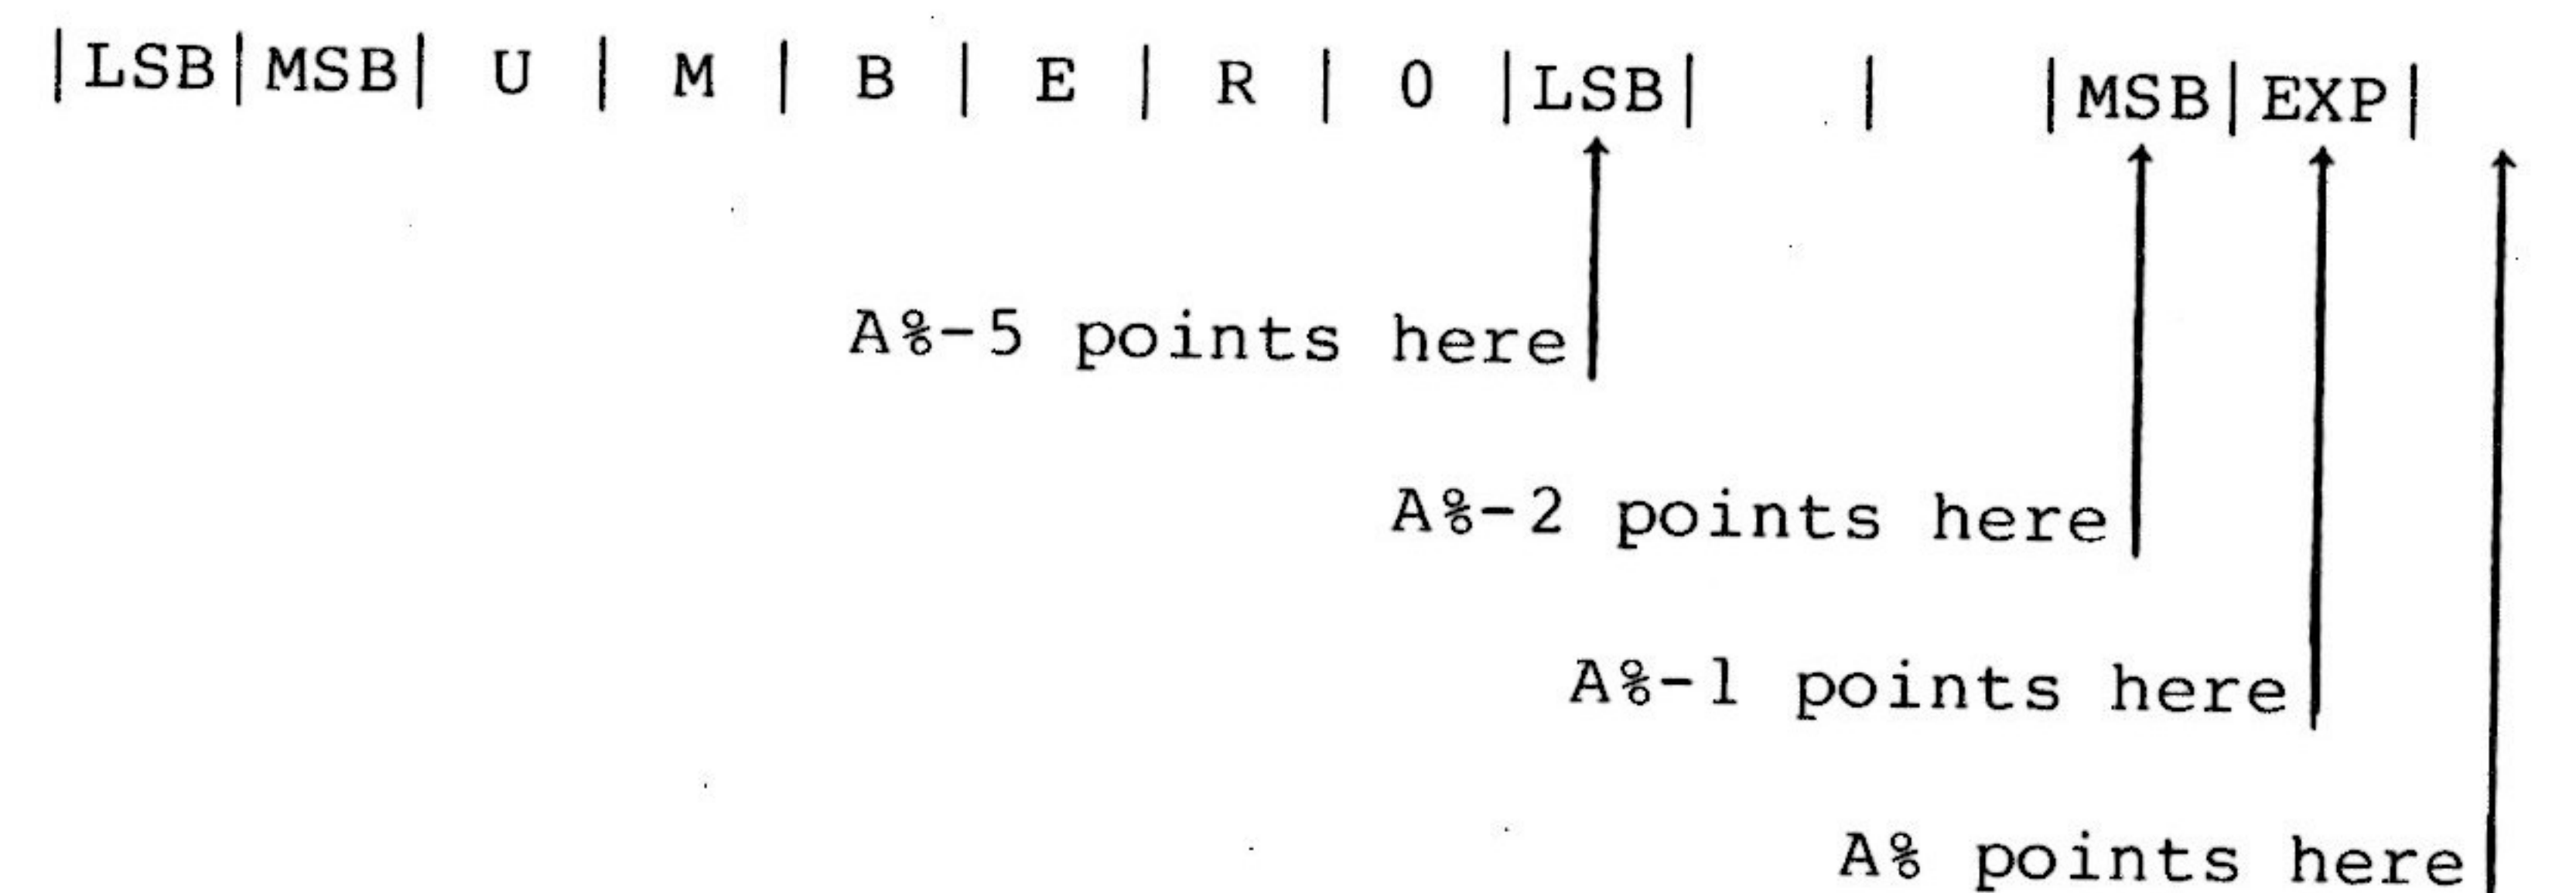 |LSB|MSB| U | M | B | E | R | 0 |LSB| | |MSB|EXP|
A%-5 points here
A%-2 points here
A%-1 points here
A% points here